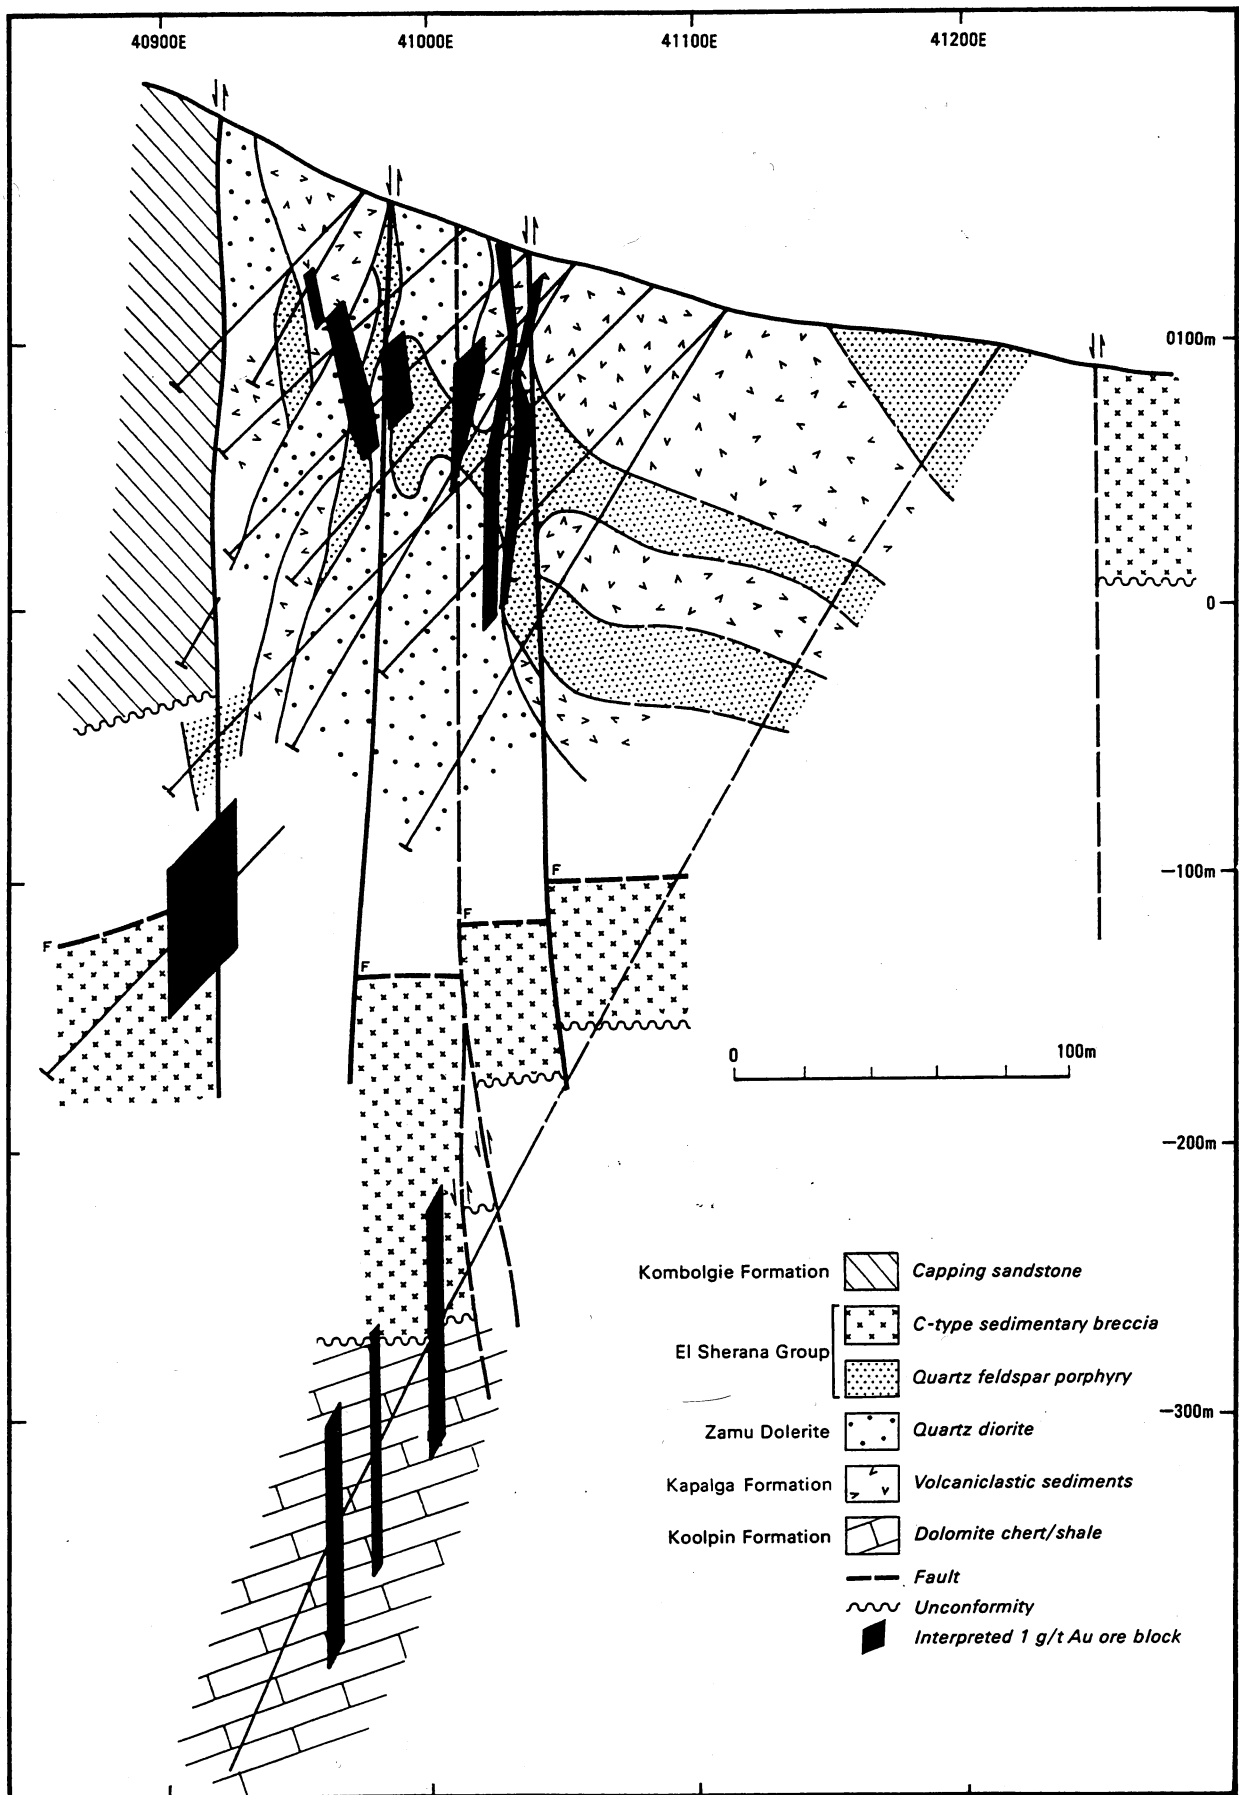 40900E 41000E 41100E 41200E
0100m
0
F
-100m
F
F
F
0 100m
-200m
Kombolgie Formation Capping sandstone
C-type sedimentary breccia
El Sherana Group
Quartz feldspar porphyry
-300m
Zamu Dolerite Quartz diorite
Kapalga Formation Volcaniclastic sediments
Koolpin Formation Dolomite chert/shale
Fault
Unconformity
Interpreted 1 g/t Au ore block